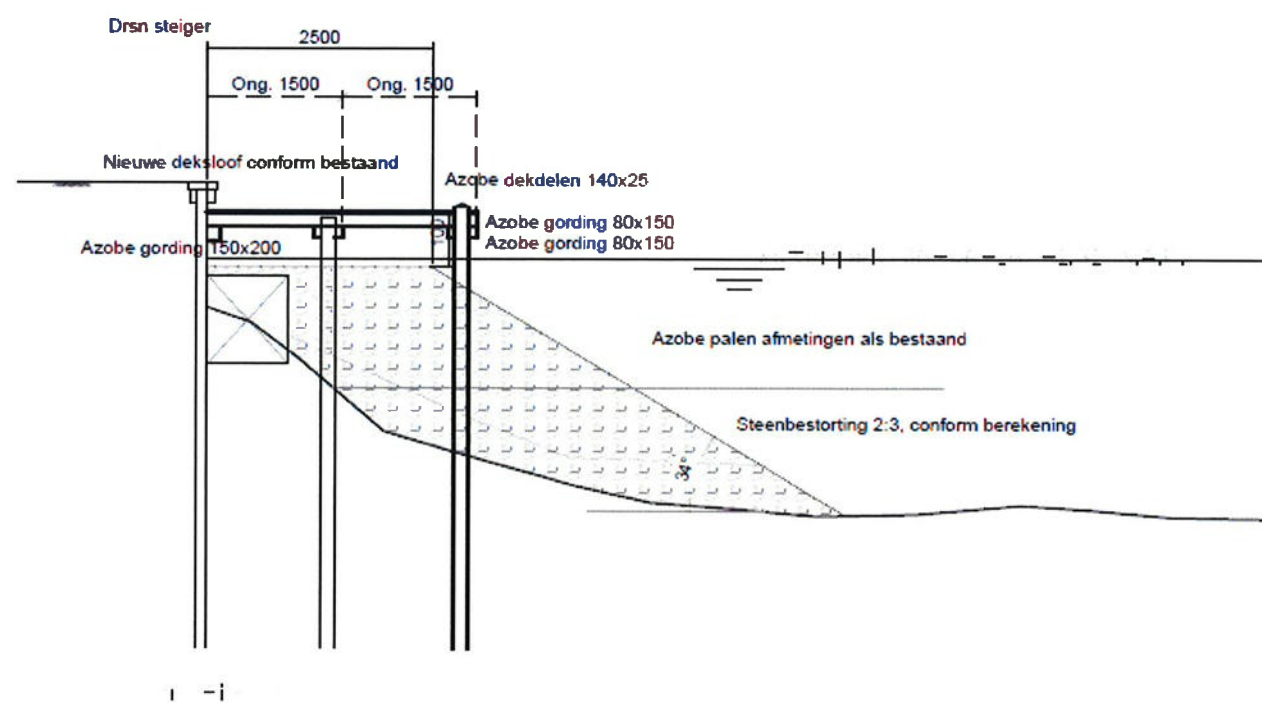 Drsn steiger
2500
Ong. 1500 Ong. 1500
Nieuwe deksloof conform bestaand
Azobe dekdelen 140x25
Azobe gording 80x150
Azobe gording 80x150
Azobe gording 150x200
100
Azobe palen afmetingen als bestaand
Steenbestorting 2:3, conform berekening
34°